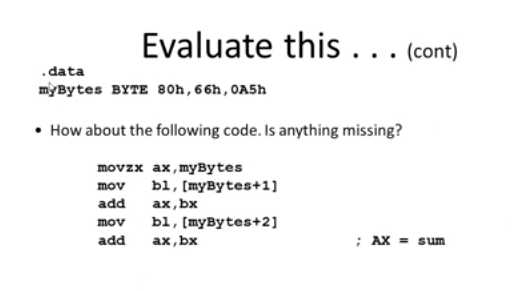 Evaluate this . . . (cont)
.data
myBytes BYTE 80h,66h,0A5h
• How about the following code. Is anything missing?
movzx ax,myBytes
mov bl,[myBytes+1]
add ax,bx
mov bl,[myBytes+2]
add ax,bx ; AX = sum